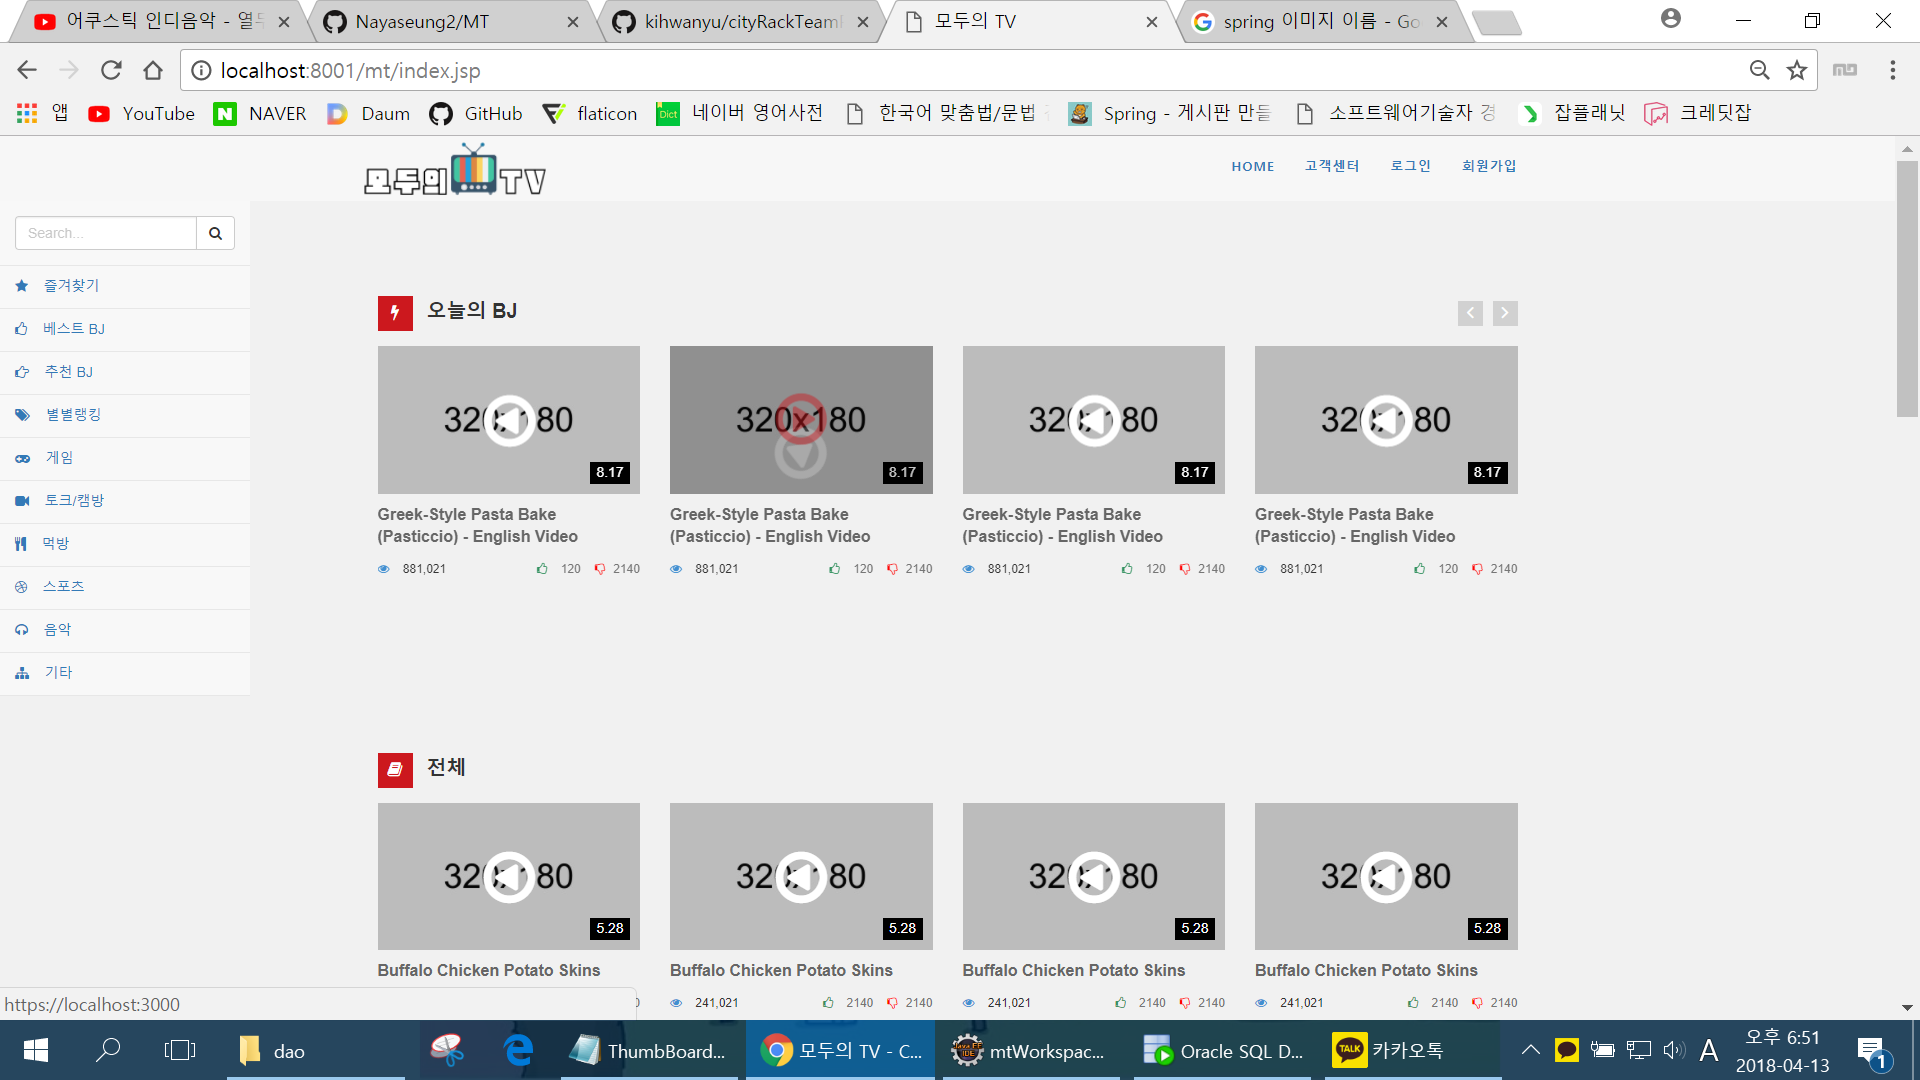 어쿠스틱 인디음악 - 열
Nayaseung2/MT
kihwanyu/cityRackTeam
모두의 TV
spring 이미지 이름 - Go
localhost:8001/mt/index.jsp
앱 YouTube NAVER Daum GitHub flaticon 네이버 영어사전 한국어 맞춤법/문법 Spring - 게시판 만들 소프트웨어기술자 경 잡플래닛 크레딧잡
Dict
모두의 TV
HOME 고객센터 로그인 회원가입
Search...
즐겨찾기
베스트 BJ
추천 BJ
별별랭킹
게임
토크/캠방
먹방
스포츠
음악
기타
오늘의 BJ
320x180 320x180 320x180 320x180
8.17 8.17 8.17 8.17
Greek-Style Pasta Bake Greek-Style Pasta Bake Greek-Style Pasta Bake Greek-Style Pasta Bake
(Pasticcio) - English Video (Pasticcio) - English Video (Pasticcio) - English Video (Pasticcio) - English Video
881,021 120 2140 881,021 120 2140 881,021 120 2140 881,021 120 2140
전체
320x180 320x180 320x180 320x180
5.28 5.28 5.28 5.28
Buffalo Chicken Potato Skins Buffalo Chicken Potato Skins Buffalo Chicken Potato Skins Buffalo Chicken Potato Skins
241,021 2140 2140 241,021 2140 2140 241,021 2140 2140
https://localhost:3000
dao
ThumbBoard...
모두의 TV - C...
mtWorkspac...
Oracle SQL D...
TALK
카카오톡
A
오후 6:51
2018-04-13
1